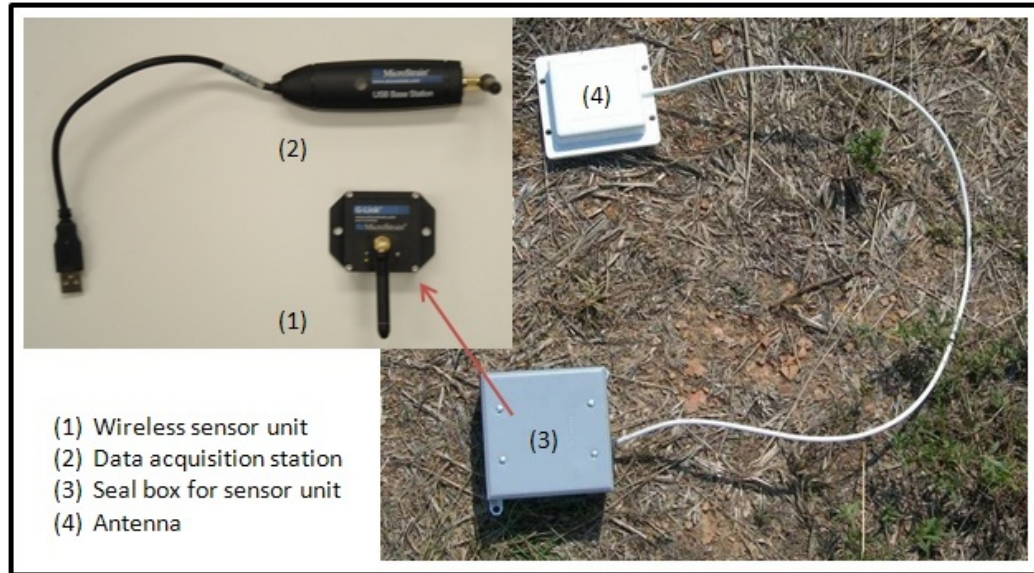 MicroStrain
USB Base Station
(2)
G-Link
MicroStrain
(1)
(4)
(3)
(1) Wireless sensor unit
(2) Data acquisition station
(3) Seal box for sensor unit
(4) Antenna